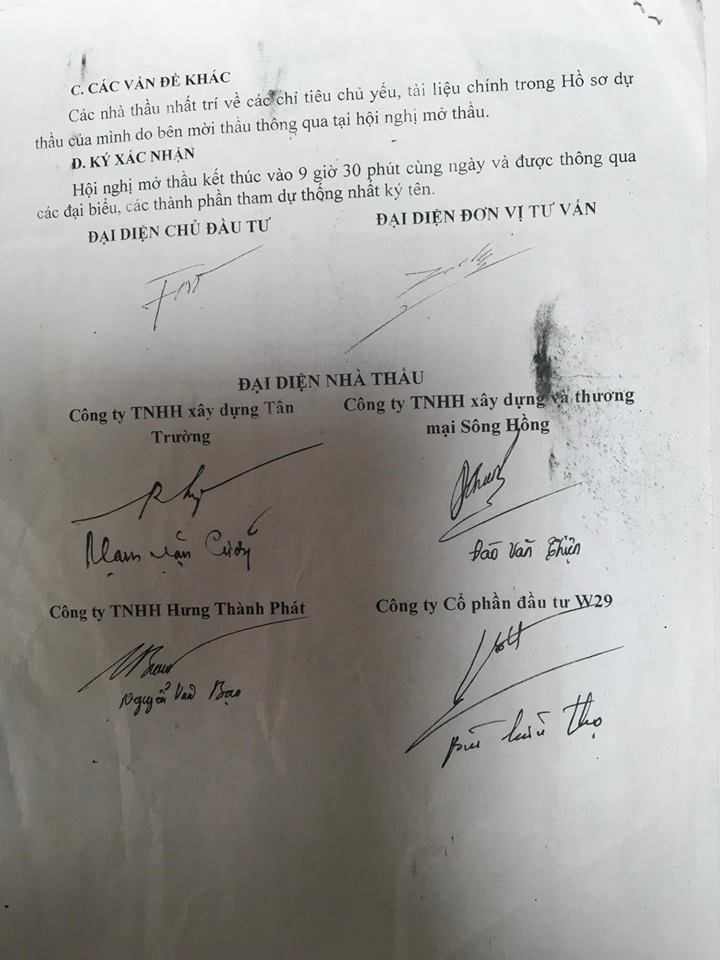 C. CÁC VẤN ĐỀ KHÁC
Các nhà thầu nhất trí về các chỉ tiêu chủ yếu, tài liệu chính trong Hồ sơ dự
thầu của mình do bên mời thầu thông qua tại hội nghị mở thầu.
D. KÝ XÁC NHẬN
Hội nghị mở thầu kết thúc vào 9 giờ 30 phút cùng ngày và được thông qua
các đại biểu, các thành phần tham dự thống nhất ký tên.
ĐẠI DIỆN CHỦ ĐẦU TƯ
ĐẠI DIỆN ĐƠN VỊ TƯ VẤN
ĐẠI DIỆN NHÀ THẦU
Công ty TNHH xây dựng Tân
Trường
Công ty TNHH xây dựng và thương
mại Sông Hồng
Phạm Văn
Đào Văn Thiện
Công ty TNHH Hưng Thành Phát
Công ty Cổ phần đầu tư W29
Nguyễn Văn Bạo
Bùi Thọ